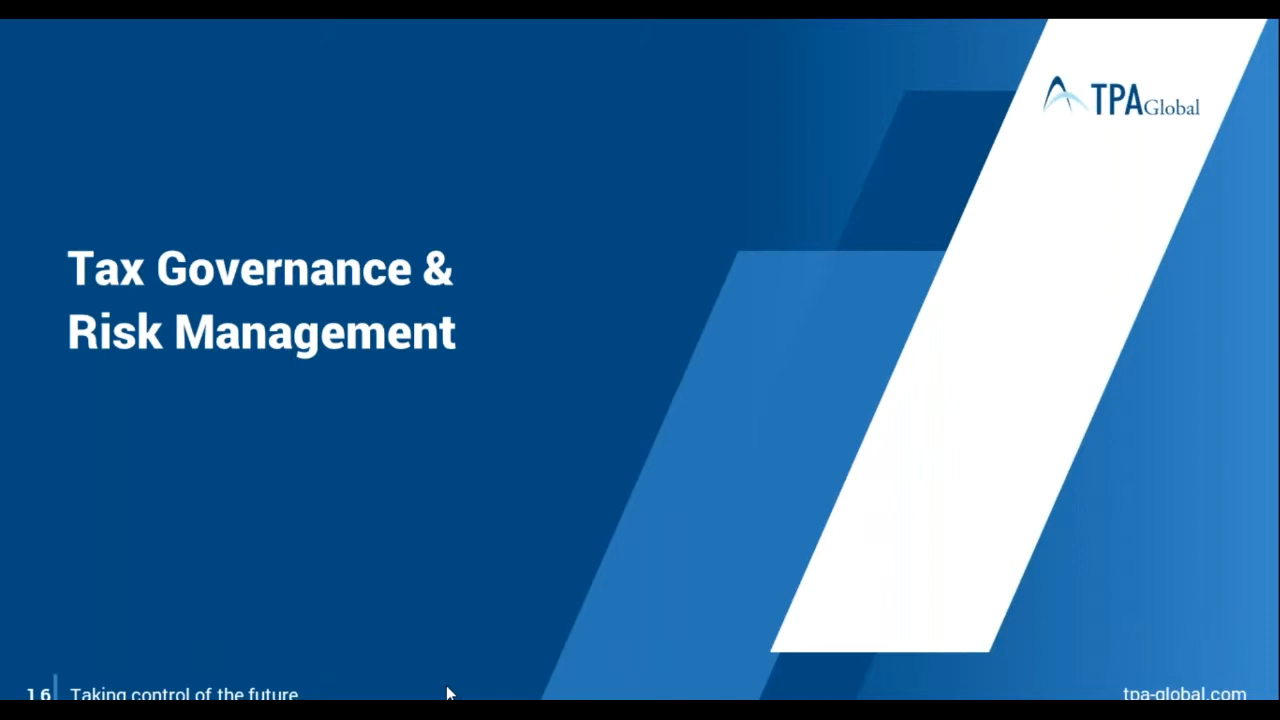 TPA Global
Tax Governance &
Risk Management
16 Taking control of the future
tpa-global.com